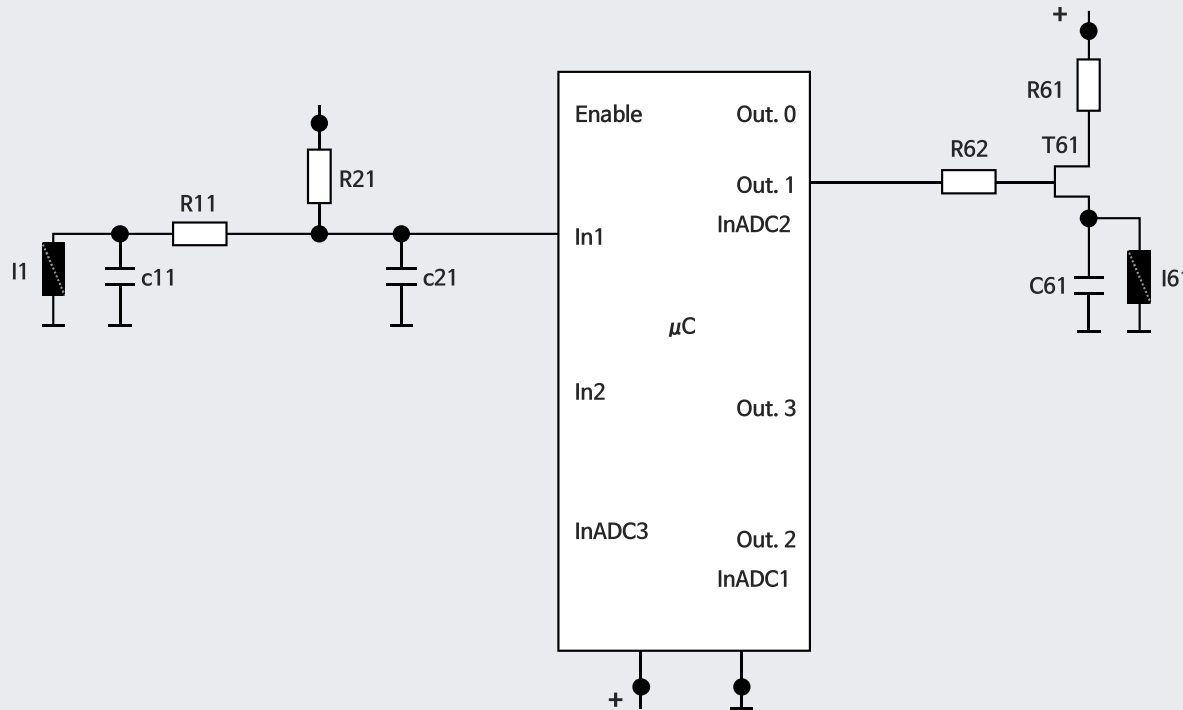 +
R61
Enable
Out. 0
T61
R62
R21
Out. 1
R11
InADC2
In1
I1
c11
c21
C61
I61
µC
In2
Out. 3
InADC3
Out. 2
InADC1
+